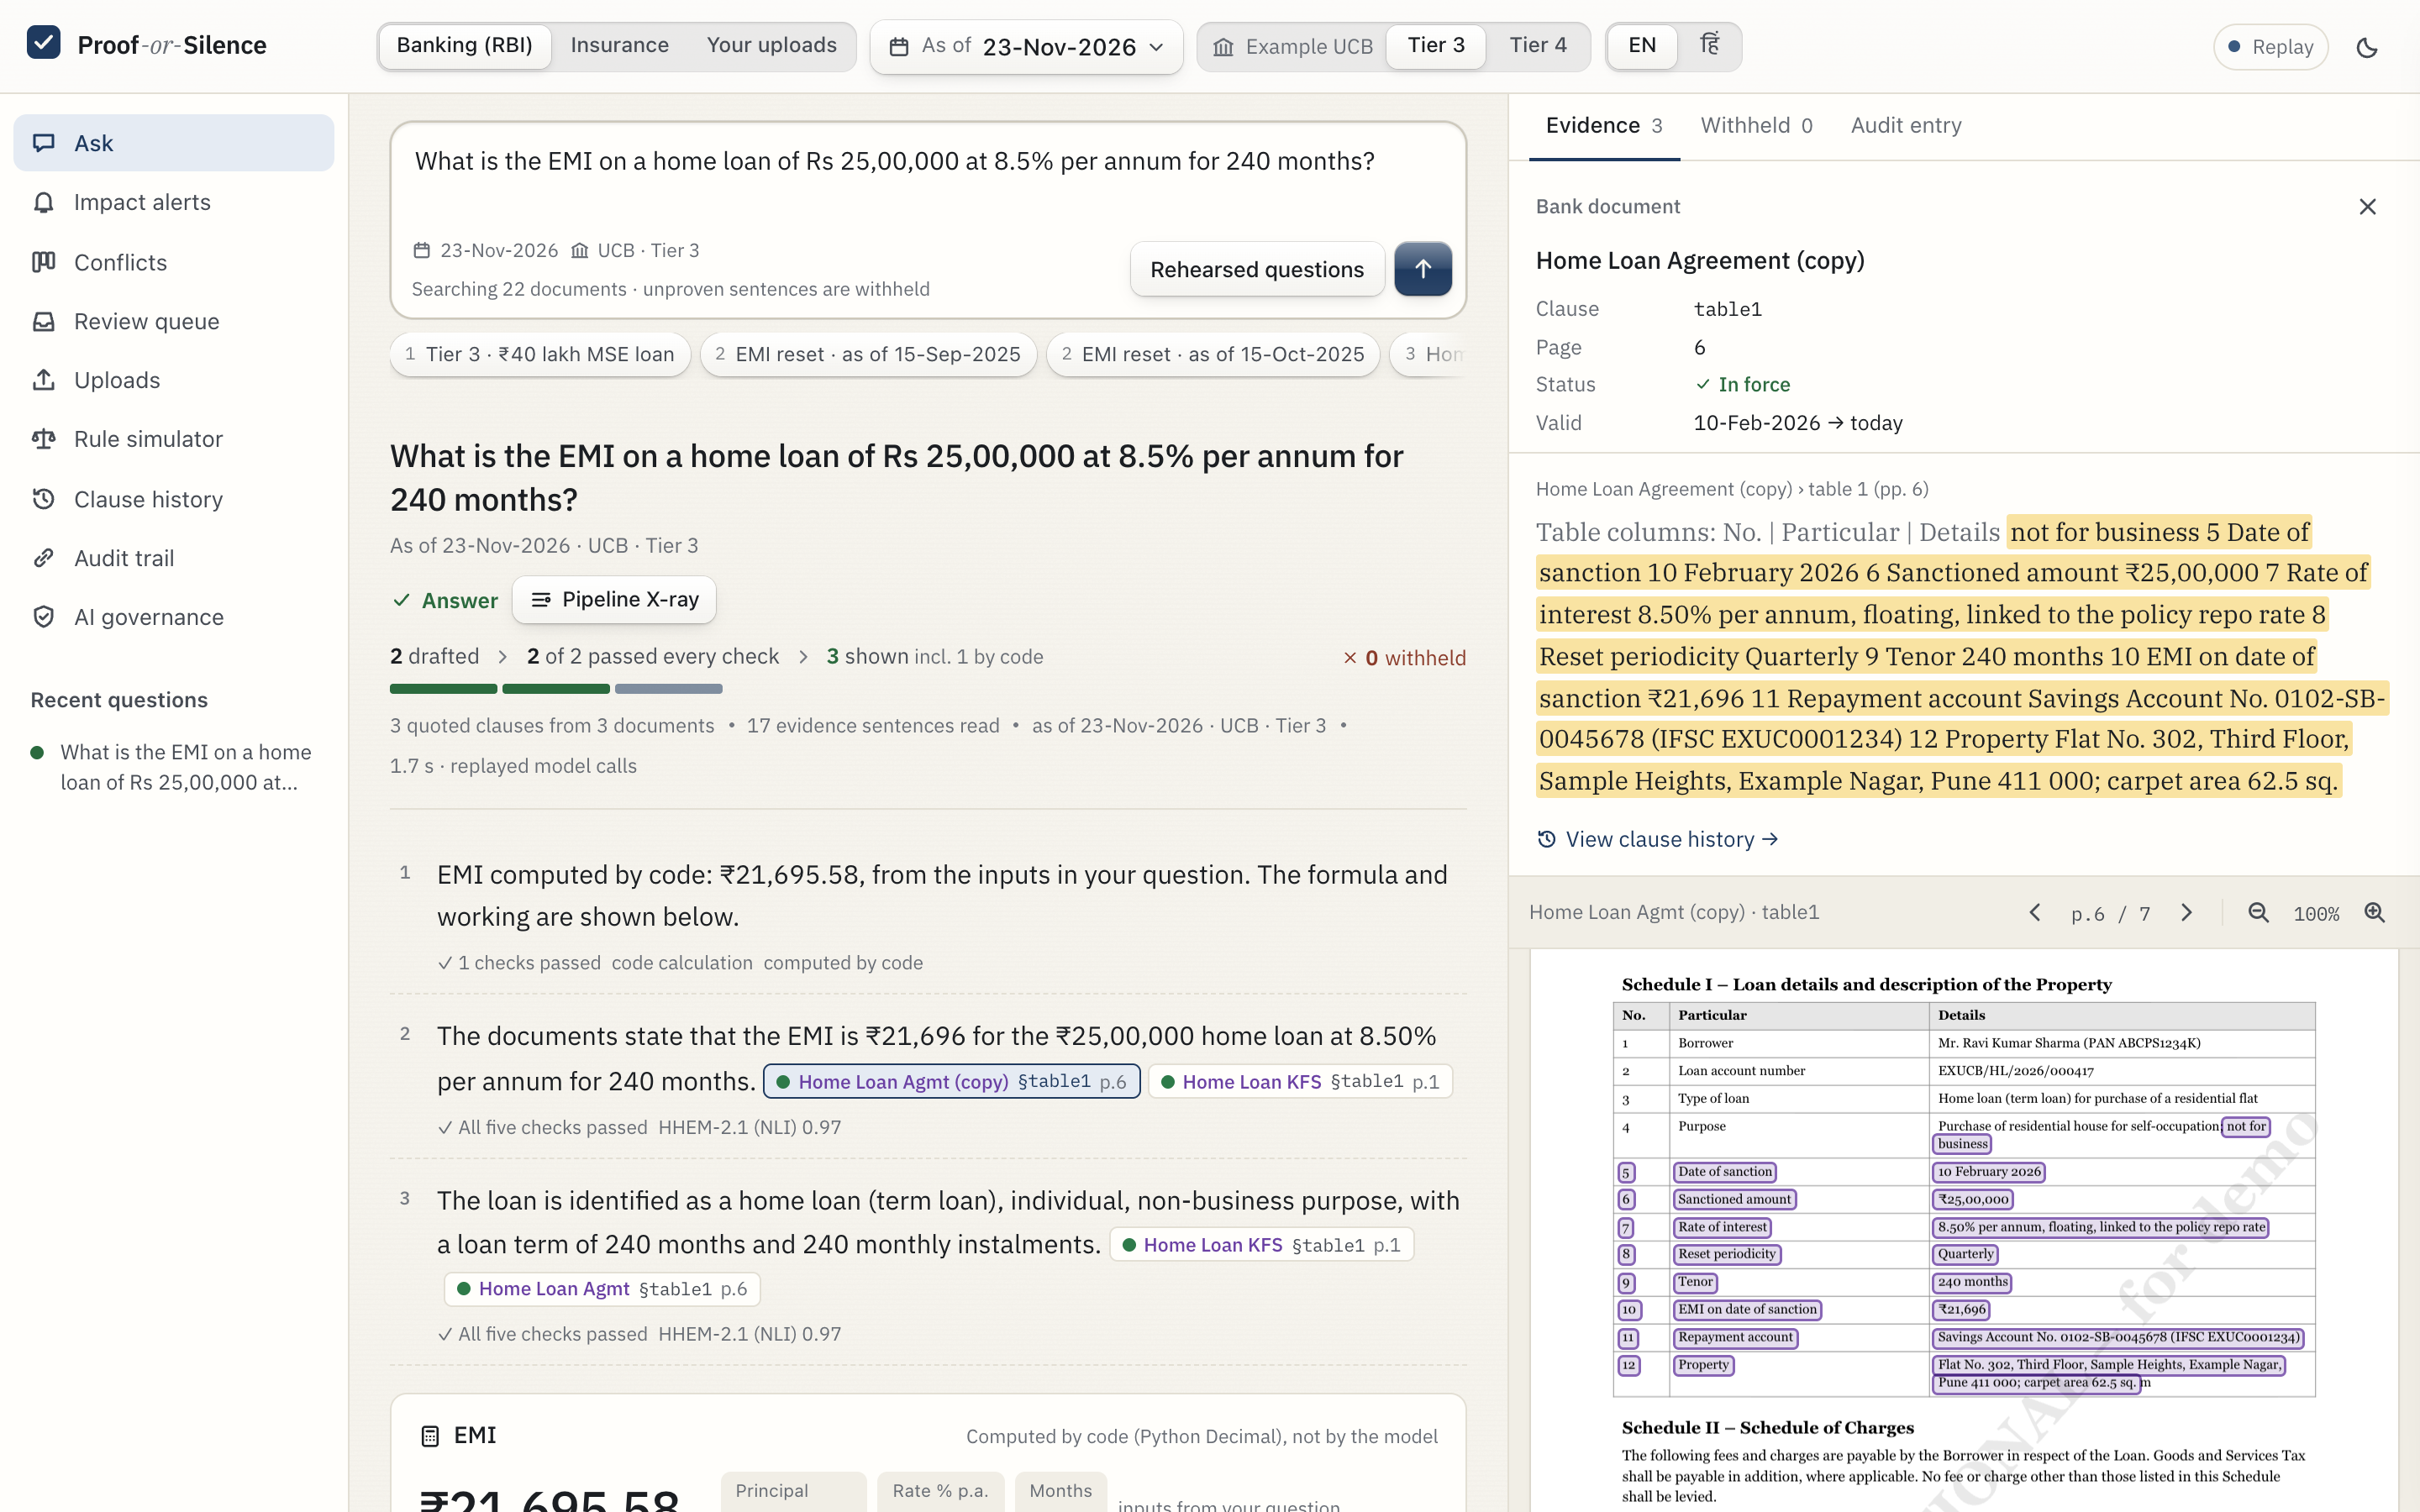 Proof-or-Silence
Banking (RBI) Insurance Your uploads
As of 23-Nov-2026
Example UCB Tier 3 Tier 4
EN हिं
Replay
Ask
Impact alerts
Conflicts
Review queue
Uploads
Rule simulator
Clause history
Audit trail
AI governance
Recent questions
What is the EMI on a home
loan of Rs 25,00,000 at...
What is the EMI on a home loan of Rs 25,00,000 at 8.5% per annum for 240 months?
23-Nov-2026 UCB · Tier 3
Searching 22 documents · unproven sentences are withheld
Rehearsed questions
1 Tier 3 · ₹40 lakh MSE loan
2 EMI reset · as of 15-Sep-2025
2 EMI reset · as of 15-Oct-2025
3 Hom
What is the EMI on a home loan of Rs 25,00,000 at 8.5% per annum for
240 months?
As of 23-Nov-2026 · UCB · Tier 3
Answer Pipeline X-ray
2 drafted > 2 of 2 passed every check > 3 shown incl. 1 by code
0 withheld
3 quoted clauses from 3 documents • 17 evidence sentences read • as of 23-Nov-2026 · UCB · Tier 3 •
1.7 s · replayed model calls
1 EMI computed by code: ₹21,695.58, from the inputs in your question. The formula and
working are shown below.
✓ 1 checks passed code calculation computed by code
2 The documents state that the EMI is ₹21,696 for the ₹25,00,000 home loan at 8.50%
per annum for 240 months. Home Loan Agmt (copy) §table1 p.6 Home Loan KFS §table1 p.1
✓ All five checks passed HHEM-2.1 (NLI) 0.97
3 The loan is identified as a home loan (term loan), individual, non-business purpose, with
a loan term of 240 months and 240 monthly instalments. Home Loan KFS §table1 p.1
Home Loan Agmt §table1 p.6
✓ All five checks passed HHEM-2.1 (NLI) 0.97
EMI Computed by code (Python Decimal), not by the model
₹21,695.58 Principal Rate % p.a. Months inputs from your question
Evidence 3 Withheld 0 Audit entry
Bank document
Home Loan Agreement (copy)
Clause table1
Page 6
Status ✓ In force
Valid 10-Feb-2026 → today
Home Loan Agreement (copy) › table 1 (pp. 6)
Table columns: No. | Particular | Details not for business 5 Date of
sanction 10 February 2026 6 Sanctioned amount ₹25,00,000 7 Rate of
interest 8.50% per annum, floating, linked to the policy repo rate 8
Reset periodicity Quarterly 9 Tenor 240 months 10 EMI on date of
sanction ₹21,696 11 Repayment account Savings Account No. 0102-SB-
0045678 (IFSC EXUC0001234) 12 Property Flat No. 302, Third Floor,
Sample Heights, Example Nagar, Pune 411 000; carpet area 62.5 sq.
View clause history →
Home Loan Agmt (copy) · table1
p.6 / 7
100%
Schedule I – Loan details and description of the Property
No. Particular Details
1 Borrower Mr. Ravi Kumar Sharma (PAN ABCPS1234K)
2 Loan account number EXUCB/HL/2026/000417
3 Type of loan Home loan (term loan) for purchase of a residential flat
4 Purpose Purchase of residential house for self-occupation; not for
business
5 Date of sanction 10 February 2026
6 Sanctioned amount ₹25,00,000
7 Rate of interest 8.50% per annum, floating, linked to the policy repo rate
8 Reset periodicity Quarterly
9 Tenor 240 months
10 EMI on date of sanction ₹21,696
11 Repayment account Savings Account No. 0102-SB-0045678 (IFSC EXUC0001234)
12 Property Flat No. 302, Third Floor, Sample Heights, Example Nagar,
Pune 411 000; carpet area 62.5 sq. m
Schedule II – Schedule of Charges
The following fees and charges are payable by the Borrower in respect of the Loan. Goods and Services Tax
shall be payable in addition, where applicable. No fee or charge other than those listed in this Schedule
shall be levied.
for demo